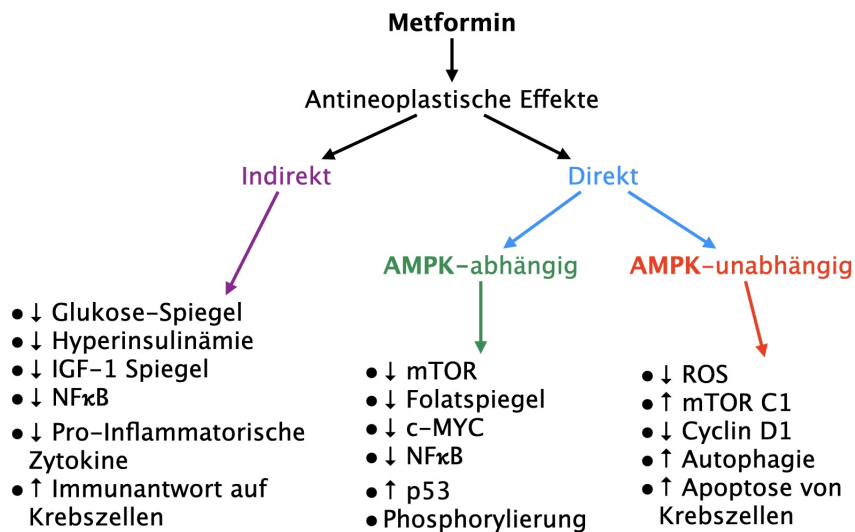 Metformin
Antineoplastische Effekte
Indirekt
Direkt
AMPK-abhängig
AMPK-unabhängig
● ↓ Glukose-Spiegel
● ↓ Hyperinsulinämie
● ↓ IGF-1 Spiegel
● ↓ NFκB
● ↓ Pro-Inflammatorische
Zytokine
● ↑ Immunantwort auf
Krebszellen
● ↓ mTOR
● ↓ Folatspiegel
● ↓ c-MYC
● ↓ NFκB
● ↑ p53
● Phosphorylierung
● ↓ ROS
● ↑ mTOR C1
● ↓ Cyclin D1
● ↑ Autophagie
● ↑ Apoptose von
Krebszellen